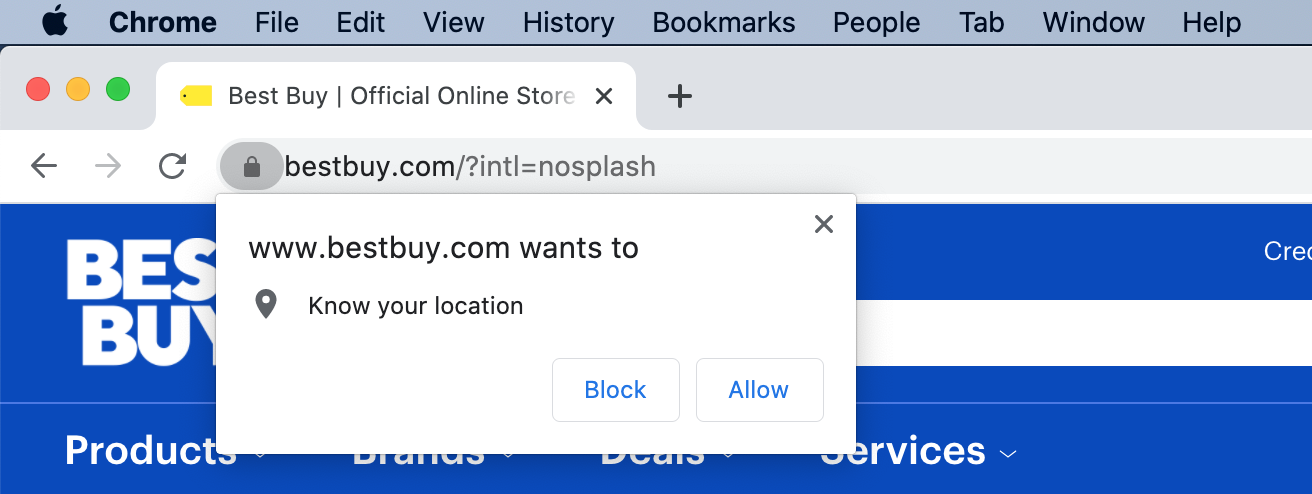 Chrome File Edit View History Bookmarks People Tab Window Help
Best Buy | Official Online Store
bestbuy.com/?intl=nosplash
www.bestbuy.com wants to
Know your location
Block Allow
BES
BUY
Cred
Products Brands Deals Services